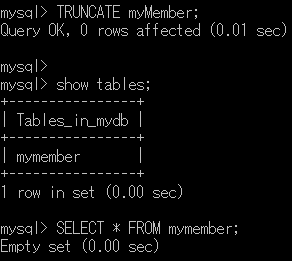 mysql> TRUNCATE myMember;
Query OK, 0 rows affected (0.01 sec)
mysql>
mysql> show tables;
+----------------+
| Tables_in_mydb |
+----------------+
| mymember       |
+----------------+
1 row in set (0.00 sec)
mysql> SELECT * FROM mymember;
Empty set (0.00 sec)